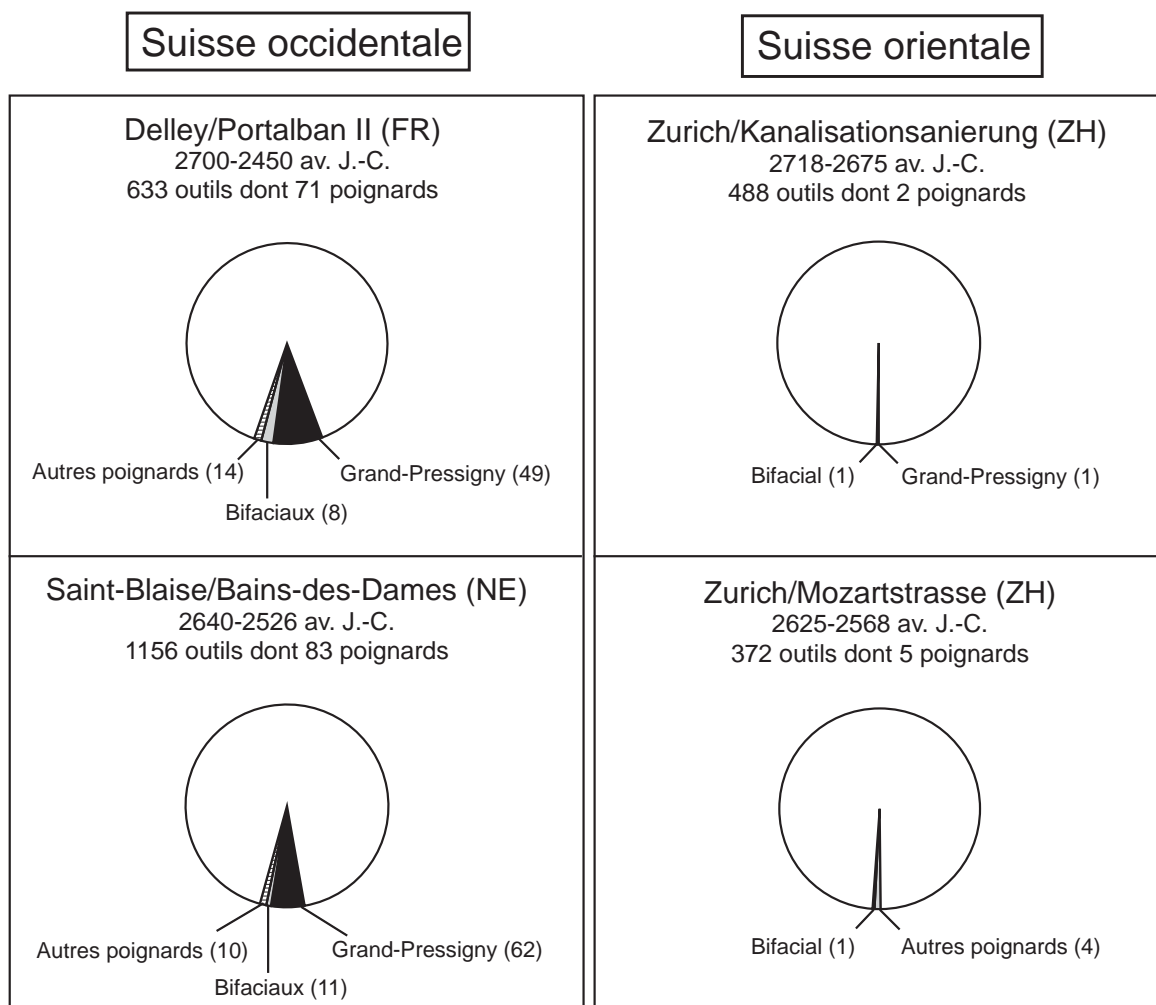 Suisse occidentale
Suisse orientale
Delley/Portalban II (FR)
2700-2450 av. J.-C.
633 outils dont 71 poignards
Autres poignards (14)
Grand-Pressigny (49)
Bifaciaux (8)
Zurich/Kanalisationsanierung (ZH)
2718-2675 av. J.-C.
488 outils dont 2 poignards
Bifacial (1)
Grand-Pressigny (1)
Saint-Blaise/Bains-des-Dames (NE)
2640-2526 av. J.-C.
1156 outils dont 83 poignards
Autres poignards (10)
Grand-Pressigny (62)
Bifaciaux (11)
Zurich/Mozartstrasse (ZH)
2625-2568 av. J.-C.
372 outils dont 5 poignards
Bifacial (1)
Autres poignards (4)